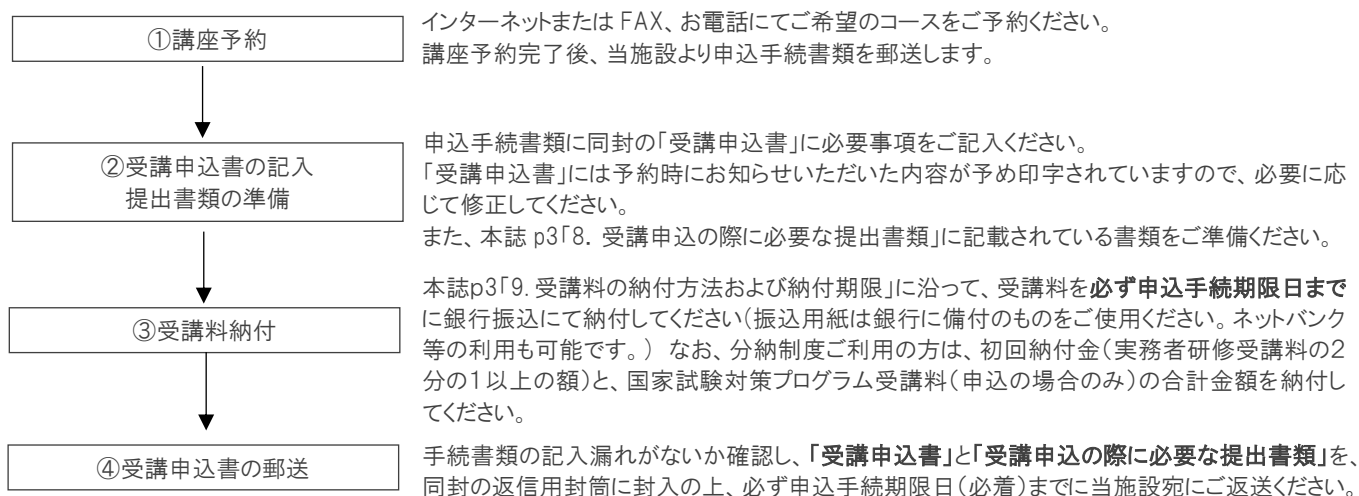 ①講座予約
インターネットまたは FAX、お電話にてご希望のコースをご予約ください。
講座予約完了後、当施設より申込手続書類を郵送します。
②受講申込書の記入
提出書類の準備
申込手続書類に同封の「受講申込書」に必要事項をご記入ください。
「受講申込書」には予約時にお知らせいただいた内容が予め印字されていますので、必要に応
じて修正してください。
また、本誌 p3「8. 受講申込の際に必要な提出書類」に記載されている書類をご準備ください。
③受講料納付
本誌p3「9.受講料の納付方法および納付期限」に沿って、受講料を必ず申込手続期限日まで
に銀行振込にて納付してください（振込用紙は銀行に備付のものをご使用ください。ネットバンク
等の利用も可能です。） なお、分納制度ご利用の方は、初回納付金（実務者研修受講料の2
分の1以上の額）と、国家試験対策プログラム受講料（申込の場合のみ）の合計金額を納付し
てください。
④受講申込書の郵送
手続書類の記入漏れがないか確認し、「受講申込書」と「受講申込の際に必要な提出書類」を、
同封の返信用封筒に封入の上、必ず申込手続期限日（必着）までに当施設宛にご返送ください。